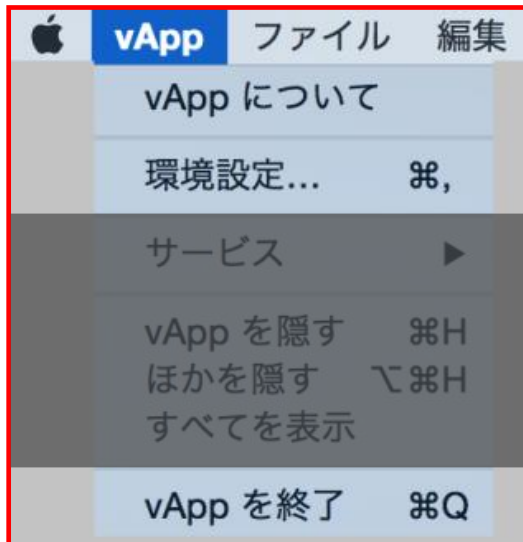 vApp ファイル 編集
vApp について
環境設定... ⌘,
サービス ▶
vApp を隠す ⌘H
ほかを隠す ⌥⌘H
すべてを表示
vApp を終了 ⌘Q